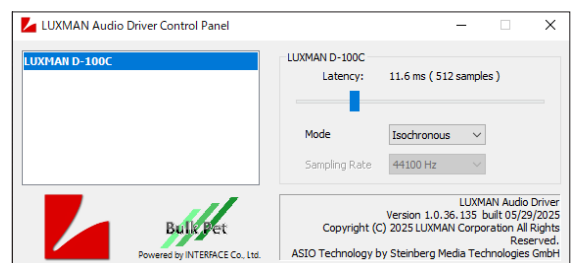 LUXMAN Audio Driver Control Panel
LUXMAN D-100C
LUXMAN D-100C
Latency: 11.6 ms ( 512 samples )
Mode Isochronous
Sampling Rate 44100 Hz
Bulk Pet
Powered by INTERFACE Co., Ltd.
LUXMAN Audio Driver
Version 1.0.36.135 built 05/29/2025
Copyright (C) 2025 LUXMAN Corporation All Rights
Reserved.
ASIO Technology by Steinberg Media Technologies GmbH